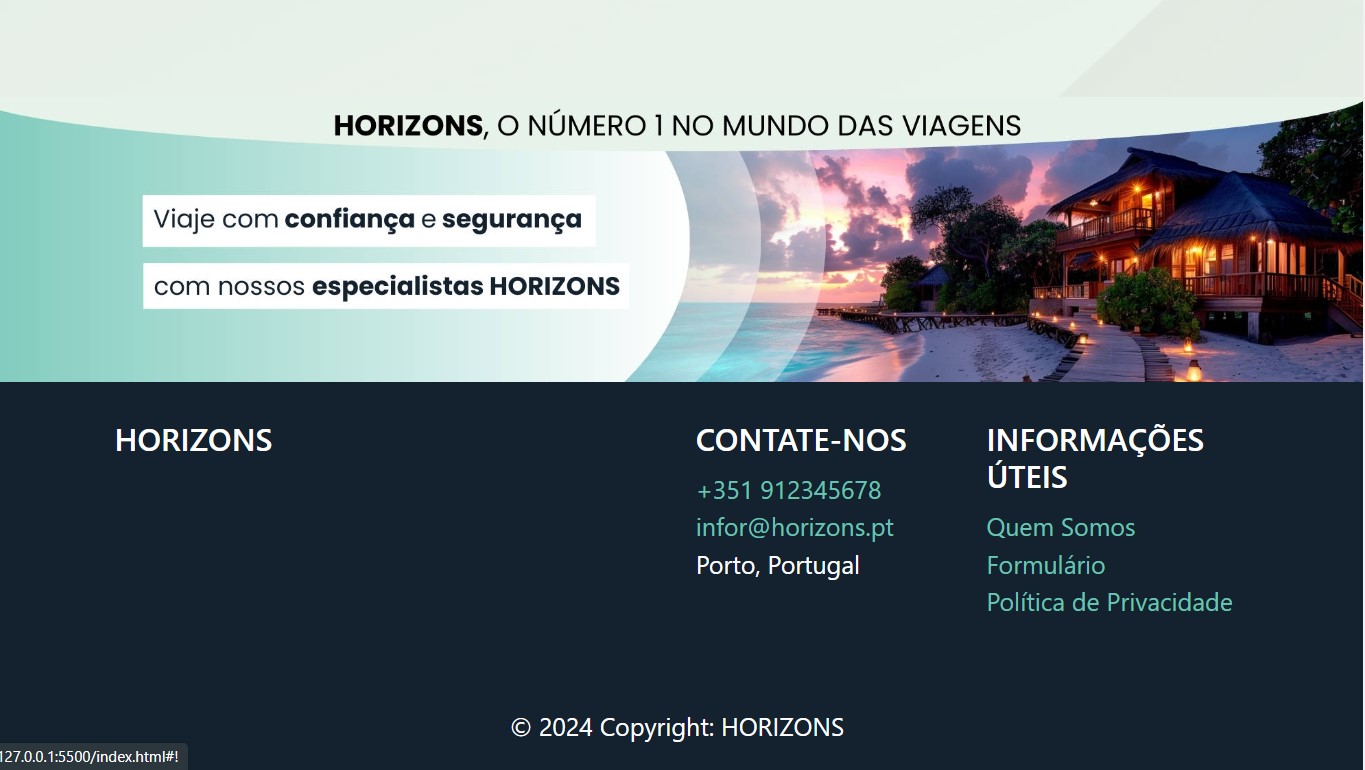 HORIZONS, O NÚMERO 1 NO MUNDO DAS VIAGENS
Viaje com confiança e segurança
com nossos especialistas HORIZONS
HORIZONS
CONTATE-NOS
+351 912345678
infor@horizons.pt
Porto, Portugal
INFORMAÇÕES
ÚTEIS
Quem Somos
Formulário
Política de Privacidade
© 2024 Copyright: HORIZONS
127.0.0.1:5500/index.html#!